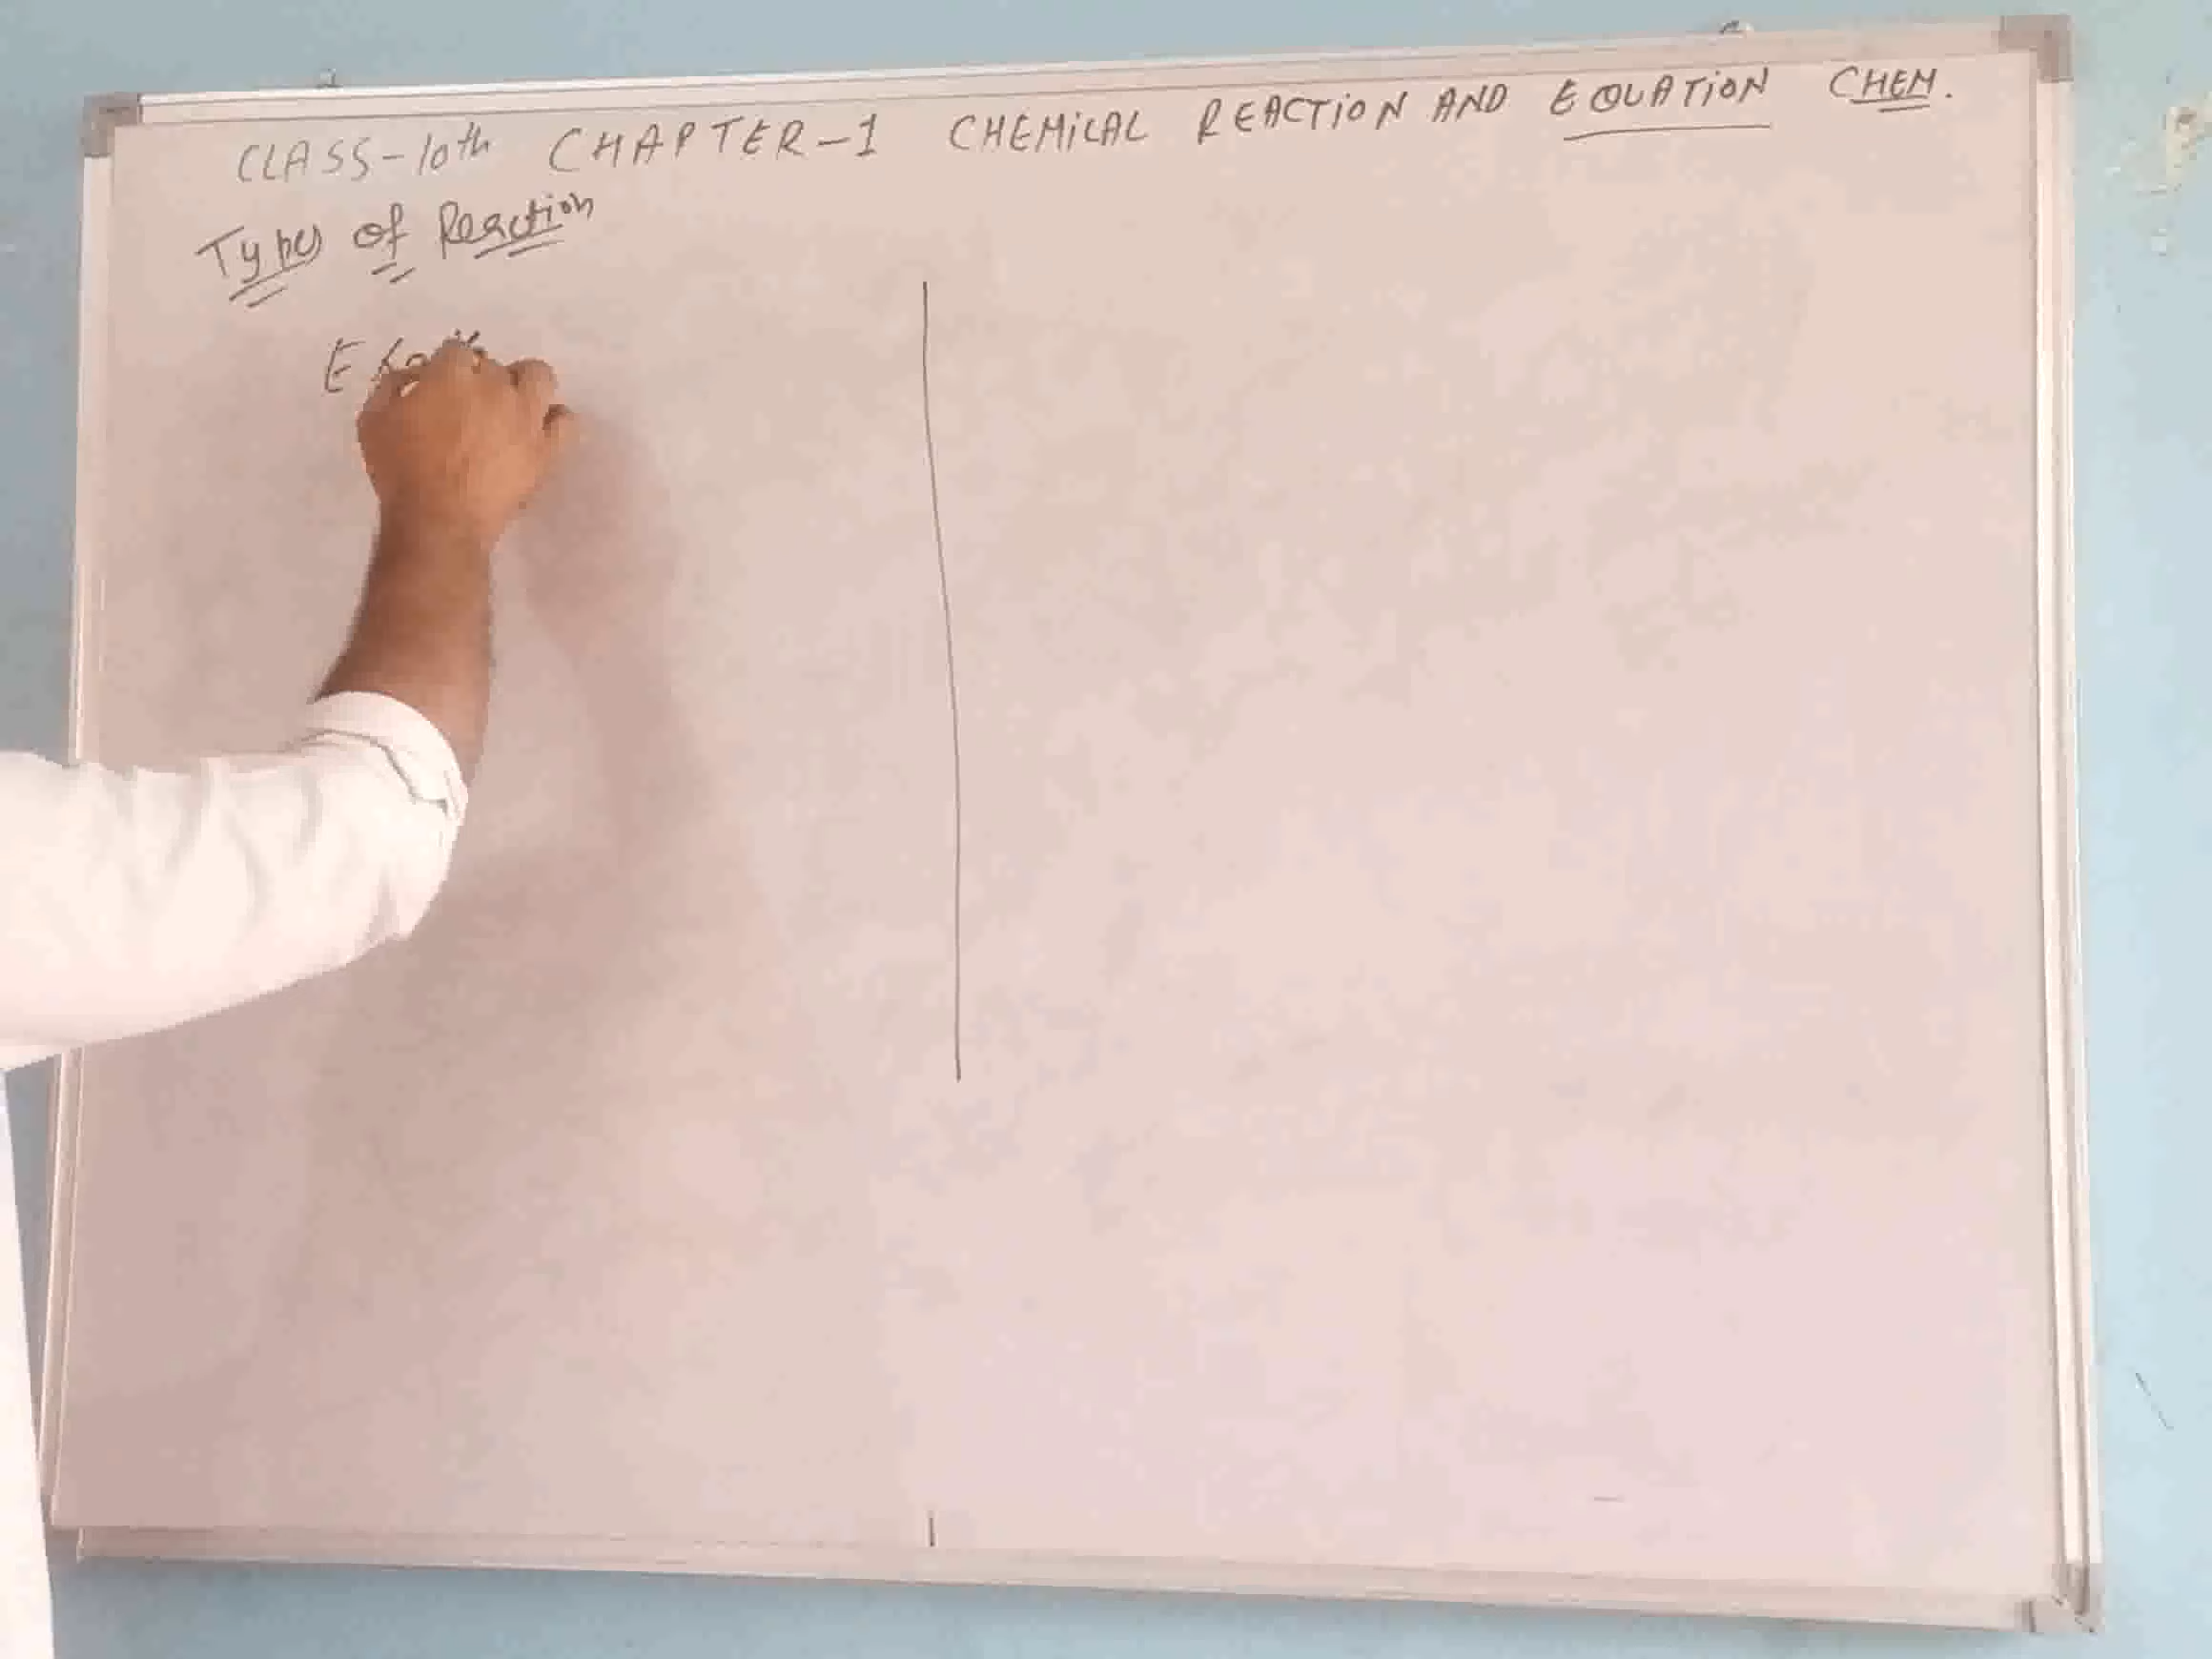 CLASS-10th CHAPTER-1 CHEMICAL REACTION AND EQUATION CHEM.
Types of Reaction